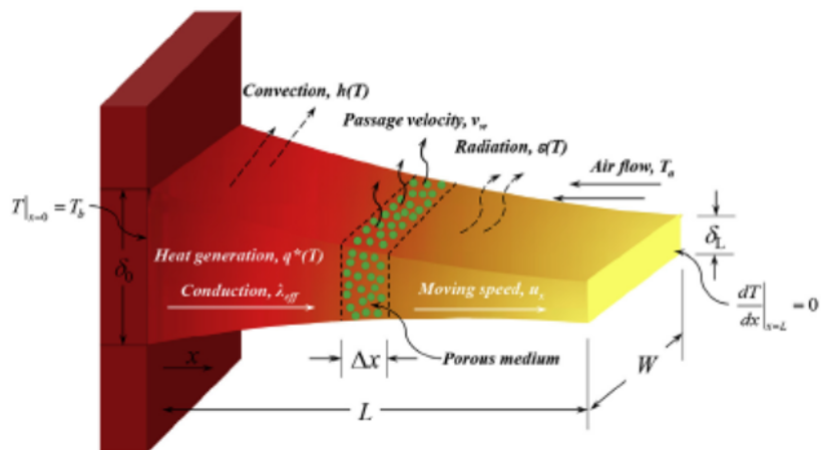 Convection, h(T)
Passage velocity, vw
Radiation, ε(T)
Air flow, Ta
T|x=0 = Tb
δ0
Heat generation, q*(T)
Conduction, λeff
Moving speed, ux
δL
dT/dx|x=L = 0
x
Δx
Porous medium
W
L